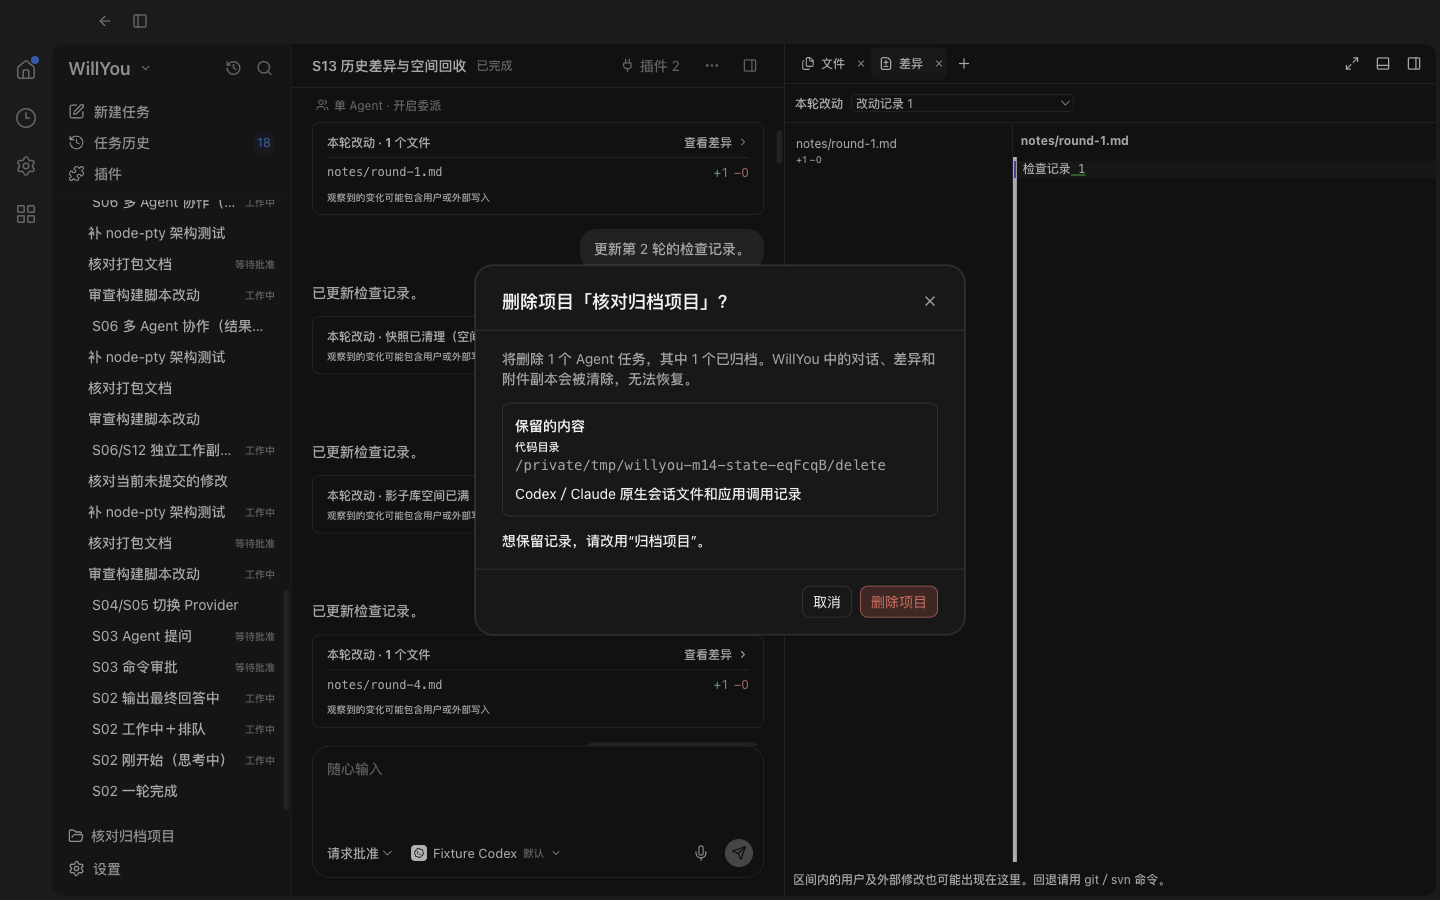 WillYou
新建任务
任务历史 18
插件
S06 多 Agent 协作（... 工作中
补 node-pty 架构测试
核对打包文档 等待批准
审查构建脚本改动 工作中
S06 多 Agent 协作（结果...
补 node-pty 架构测试
核对打包文档
审查构建脚本改动
S06/S12 独立工作副... 工作中
核对当前未提交的修改
补 node-pty 架构测试 工作中
核对打包文档 等待批准
审查构建脚本改动 工作中
S04/S05 切换 Provider
S03 Agent 提问 等待批准
S03 命令审批 等待批准
S02 输出最终回答中 工作中
S02 工作中＋排队 工作中
S02 刚开始（思考中） 工作中
S02 一轮完成
核对归档项目
设置
S13 历史差异与空间回收 已完成 插件 2
单 Agent · 开启委派
本轮改动 · 1 个文件 查看差异
notes/round-1.md +1 −0
观察到的变化可能包含用户或外部写入
更新第 2 轮的检查记录。
已更新检查记录。
本轮改动 · 快照已清理（空间
观察到的变化可能包含用户或外部写
已更新检查记录。
本轮改动 · 影子库空间已满
观察到的变化可能包含用户或外部写
已更新检查记录。
本轮改动 · 1 个文件 查看差异
notes/round-4.md +1 −0
观察到的变化可能包含用户或外部写入
随心输入
请求批准 Fixture Codex 默认
删除项目「核对归档项目」？
将删除 1 个 Agent 任务，其中 1 个已归档。WillYou 中的对话、差异和
附件副本会被清除，无法恢复。
保留的内容
代码目录
/private/tmp/willyou-m14-state-eqFcqB/delete
Codex / Claude 原生会话文件和应用调用记录
想保留记录，请改用“归档项目”。
取消 删除项目
文件 差异
本轮改动 改动记录 1
notes/round-1.md
+1 −0
notes/round-1.md
检查记录 1
区间内的用户及外部修改也可能出现在这里。回退请用 git / svn 命令。